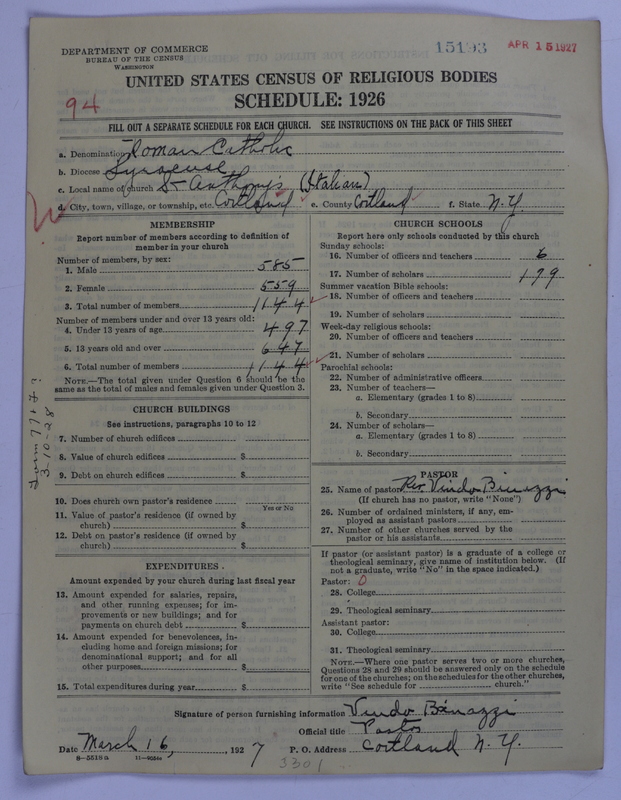 DEPARTMENT OF COMMERCE
BUREAU OF THE CENSUS
WASHINGTON
15193
APR 15 1927
UNITED STATES CENSUS OF RELIGIOUS BODIES
SCHEDULE: 1926
94
FILL OUT A SEPARATE SCHEDULE FOR EACH CHURCH. SEE INSTRUCTIONS ON THE BACK OF THIS SHEET
a. Denomination Roman Catholic
b. Diocese Syracuse
c. Local name of church St Anthony's (Italian)
d. City, town, village, or township, etc. Cortland e. County Cortland f. State N. Y.
MEMBERSHIP
Report number of members according to definition of
member in your church
Number of members, by sex:
1. Male 585
2. Female 559
3. Total number of members 1144
Number of members under and over 13 years old:
4. Under 13 years of age 497
5. 13 years old and over 647
6. Total number of members 1144
NOTE.—The total given under Question 6 should be the
same as the total of males and females given under Question 3.
CHURCH BUILDINGS
See instructions, paragraphs 10 to 12
7. Number of church edifices
8. Value of church edifices $
9. Debt on church edifices $
10. Does church own pastor's residence
Yes or No
11. Value of pastor's residence (if owned by
church) $
12. Debt on pastor's residence (if owned by
church) $
3-10-28
EXPENDITURES
Amount expended by your church during last fiscal year
13. Amount expended for salaries, repairs,
and other running expenses; for im-
provements or new buildings; and for
payments on church debt $
14. Amount expended for benevolences, in-
cluding home and foreign missions; for
denominational support; and for all
other purposes $
15. Total expenditures during year $
CHURCH SCHOOLS
Report here only schools conducted by this church
Sunday schools:
16. Number of officers and teachers 6
17. Number of scholars 179
Summer vacation Bible schools:
18. Number of officers and teachers
19. Number of scholars
Week-day religious schools:
20. Number of officers and teachers
21. Number of scholars
Parochial schools:
22. Number of administrative officers
23. Number of teachers—
a. Elementary (grades 1 to 8)
b. Secondary
24. Number of scholars—
a. Elementary (grades 1 to 8)
b. Secondary
PASTOR
25. Name of pastor Rev. Vindo Binazzi
(If church has no pastor, write "None")
26. Number of ordained ministers, if any, em-
ployed as assistant pastors
27. Number of other churches served by the
pastor or his assistants
If pastor (or assistant pastor) is a graduate of a college or
theological seminary, give name of institution below. (If
not a graduate, write "No" in the space indicated.)
Pastor: 0
28. College
29. Theological seminary
Assistant pastor:
30. College
31. Theological seminary
NOTE.—Where one pastor serves two or more churches,
Questions 28 and 29 should be answered only on the schedule
for one of the churches; on the schedules for the other churches,
write "See schedule for church."
Signature of person furnishing information Vindo Binazzi
Official title Pastor
Date March 16, 1927 P. O. Address Cortland N. Y.
8-5519a 11-9034c
3301